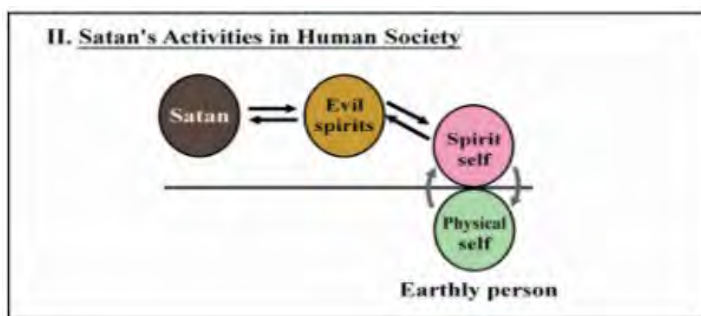 II. Satan's Activities in Human Society
Satan
Evil
spirits
Spirit
self
Physical
self
Earthly person